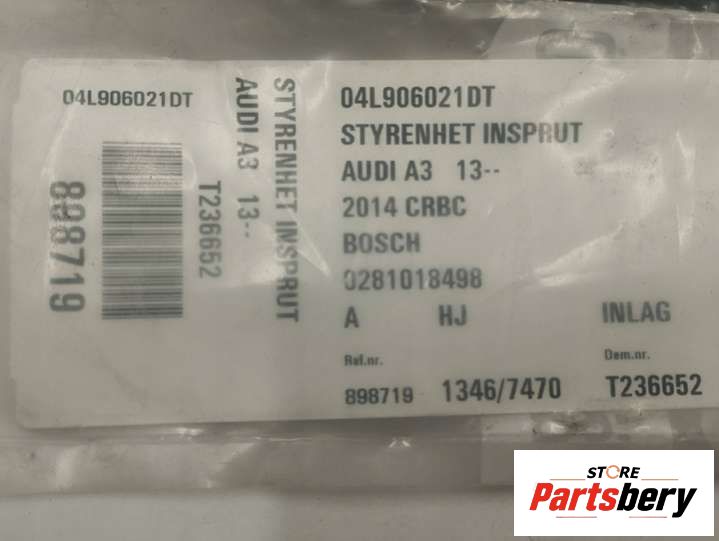 04L906021DT
898719
T236652
AUDI A3 13--
STYRENHET INSPRUT
04L906021DT
STYRENHET INSPRUT
AUDI A3 13--
2014 CRBC
BOSCH
0281018498
A HJ INLAG
Ref.nr. Dem.nr.
898719 1346/7470 T236652
STORE
Partsbery